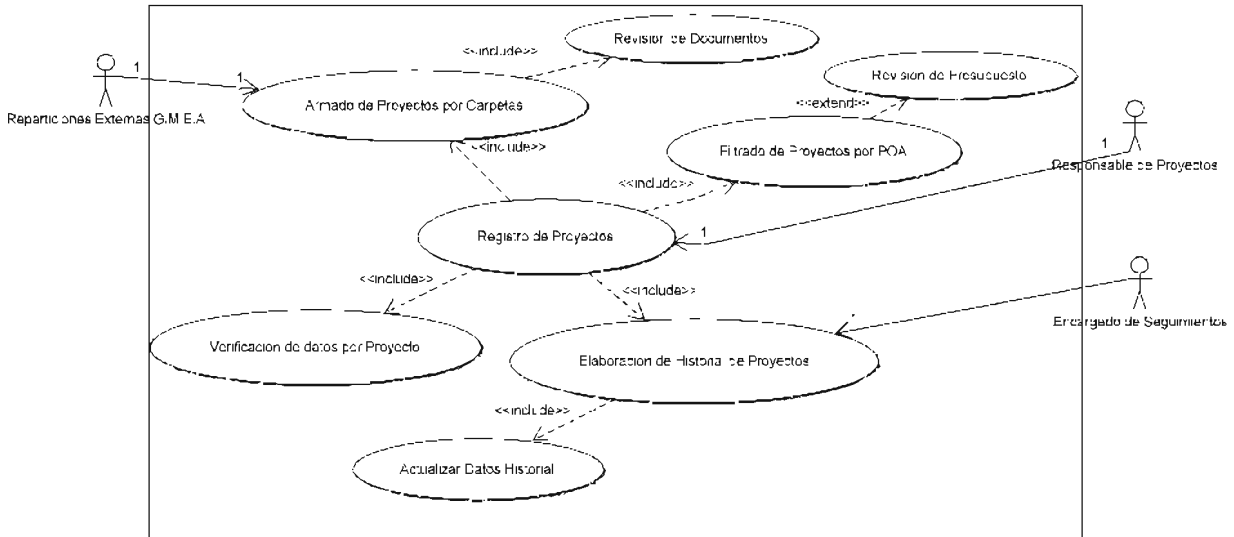 Revision de Documentos
<<include>>
Revision de Presupuesto
1
1
Armado de Proyectos por Carpetas
<<extend>>
Reparticiones Externas G.M.E.A
<<include>>
Filtrado de Proyectos por POA
1
Responsable de Proyectos
<<include>>
Registro de Proyectos
1
<<include>>
<<include>>
Encargado de Seguimientos
*
Verificacion de datos por Proyecto
Elaboracion de Historial de Proyectos
<<include>>
Actualizar Datos Historial